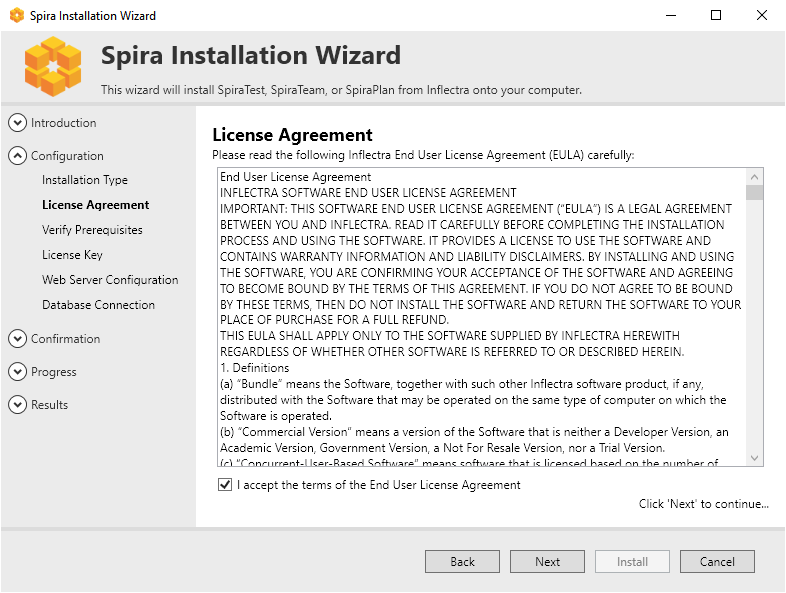 Spira Installation Wizard
Spira Installation Wizard
This wizard will install SpiraTest, SpiraTeam, or SpiraPlan from Inflectra onto your computer.
Introduction
Configuration
Installation Type
License Agreement
Verify Prerequisites
License Key
Web Server Configuration
Database Connection
Confirmation
Progress
Results
License Agreement
Please read the following Inflectra End User License Agreement (EULA) carefully:
End User License Agreement
INFLECTRA SOFTWARE END USER LICENSE AGREEMENT
IMPORTANT: THIS SOFTWARE END USER LICENSE AGREEMENT (“EULA”) IS A LEGAL AGREEMENT
BETWEEN YOU AND INFLECTRA. READ IT CAREFULLY BEFORE COMPLETING THE INSTALLATION
PROCESS AND USING THE SOFTWARE. IT PROVIDES A LICENSE TO USE THE SOFTWARE AND
CONTAINS WARRANTY INFORMATION AND LIABILITY DISCLAIMERS. BY INSTALLING AND USING
THE SOFTWARE, YOU ARE CONFIRMING YOUR ACCEPTANCE OF THE SOFTWARE AND AGREEING
TO BECOME BOUND BY THE TERMS OF THIS AGREEMENT. IF YOU DO NOT AGREE TO BE BOUND
BY THESE TERMS, THEN DO NOT INSTALL THE SOFTWARE AND RETURN THE SOFTWARE TO YOUR
PLACE OF PURCHASE FOR A FULL REFUND.
THIS EULA SHALL APPLY ONLY TO THE SOFTWARE SUPPLIED BY INFLECTRA HEREWITH
REGARDLESS OF WHETHER OTHER SOFTWARE IS REFERRED TO OR DESCRIBED HEREIN.
1. Definitions
(a) “Bundle” means the Software, together with such other Inflectra software product, if any,
distributed with the Software that may be operated on the same type of computer on which the
Software is operated.
(b) “Commercial Version” means a version of the Software that is neither a Developer Version, an
Academic Version, Government Version, a Not For Resale Version, nor a Trial Version.
(c) “Concurrent-User-Based Software” means software that is licensed based on the number of
I accept the terms of the End User License Agreement
Click 'Next' to continue...
Back
Next
Install
Cancel